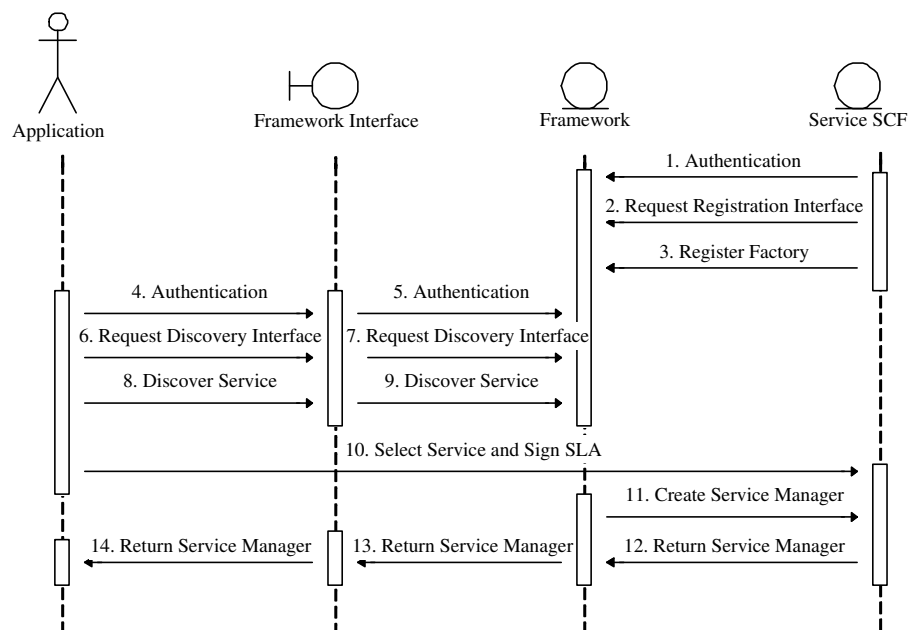 Application
Framework Interface
Framework
Service SCF
1. Authentication
2. Request Registration Interface
3. Register Factory
4. Authentication
5. Authentication
6. Request Discovery Interface
7. Request Discovery Interface
8. Discover Service
9. Discover Service
10. Select Service and Sign SLA
11. Create Service Manager
14. Return Service Manager
13. Return Service Manager
12. Return Service Manager